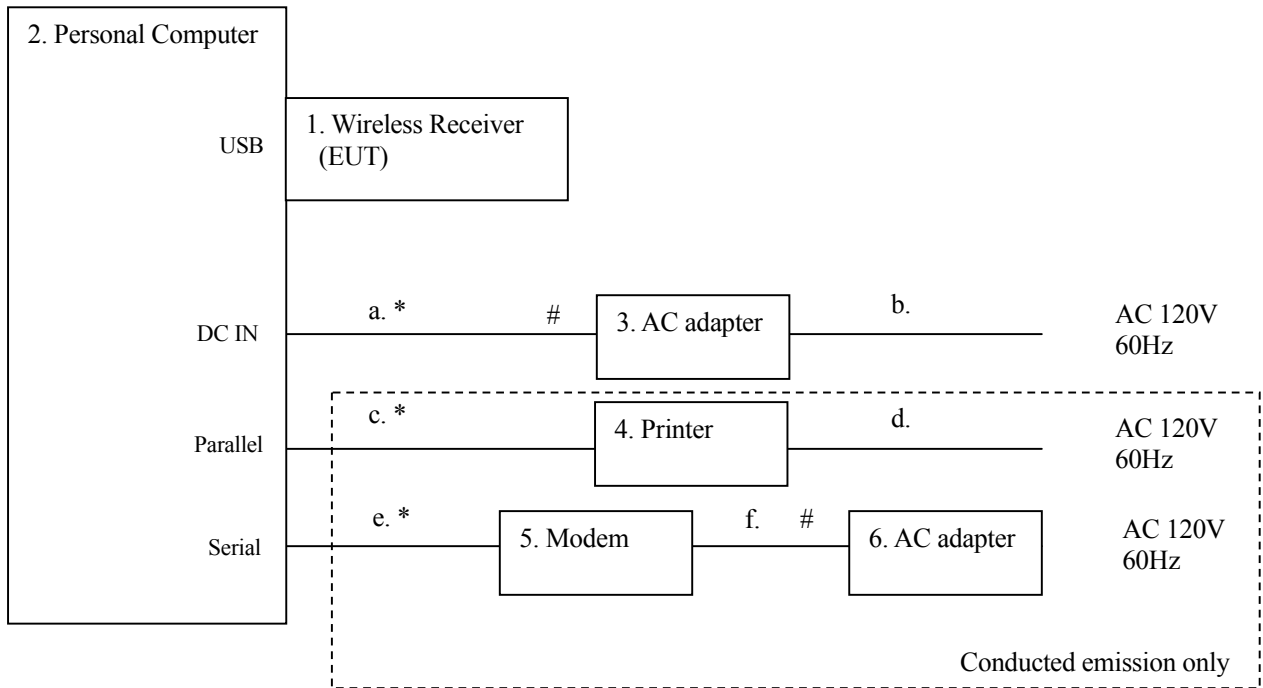 2. Personal Computer
USB
1. Wireless Receiver
(EUT)
DC IN
a. *
#
3. AC adapter
b.
AC 120V
60Hz
Parallel
c. *
4. Printer
d.
AC 120V
60Hz
Serial
e. *
5. Modem
f.
#
6. AC adapter
AC 120V
60Hz
Conducted emission only